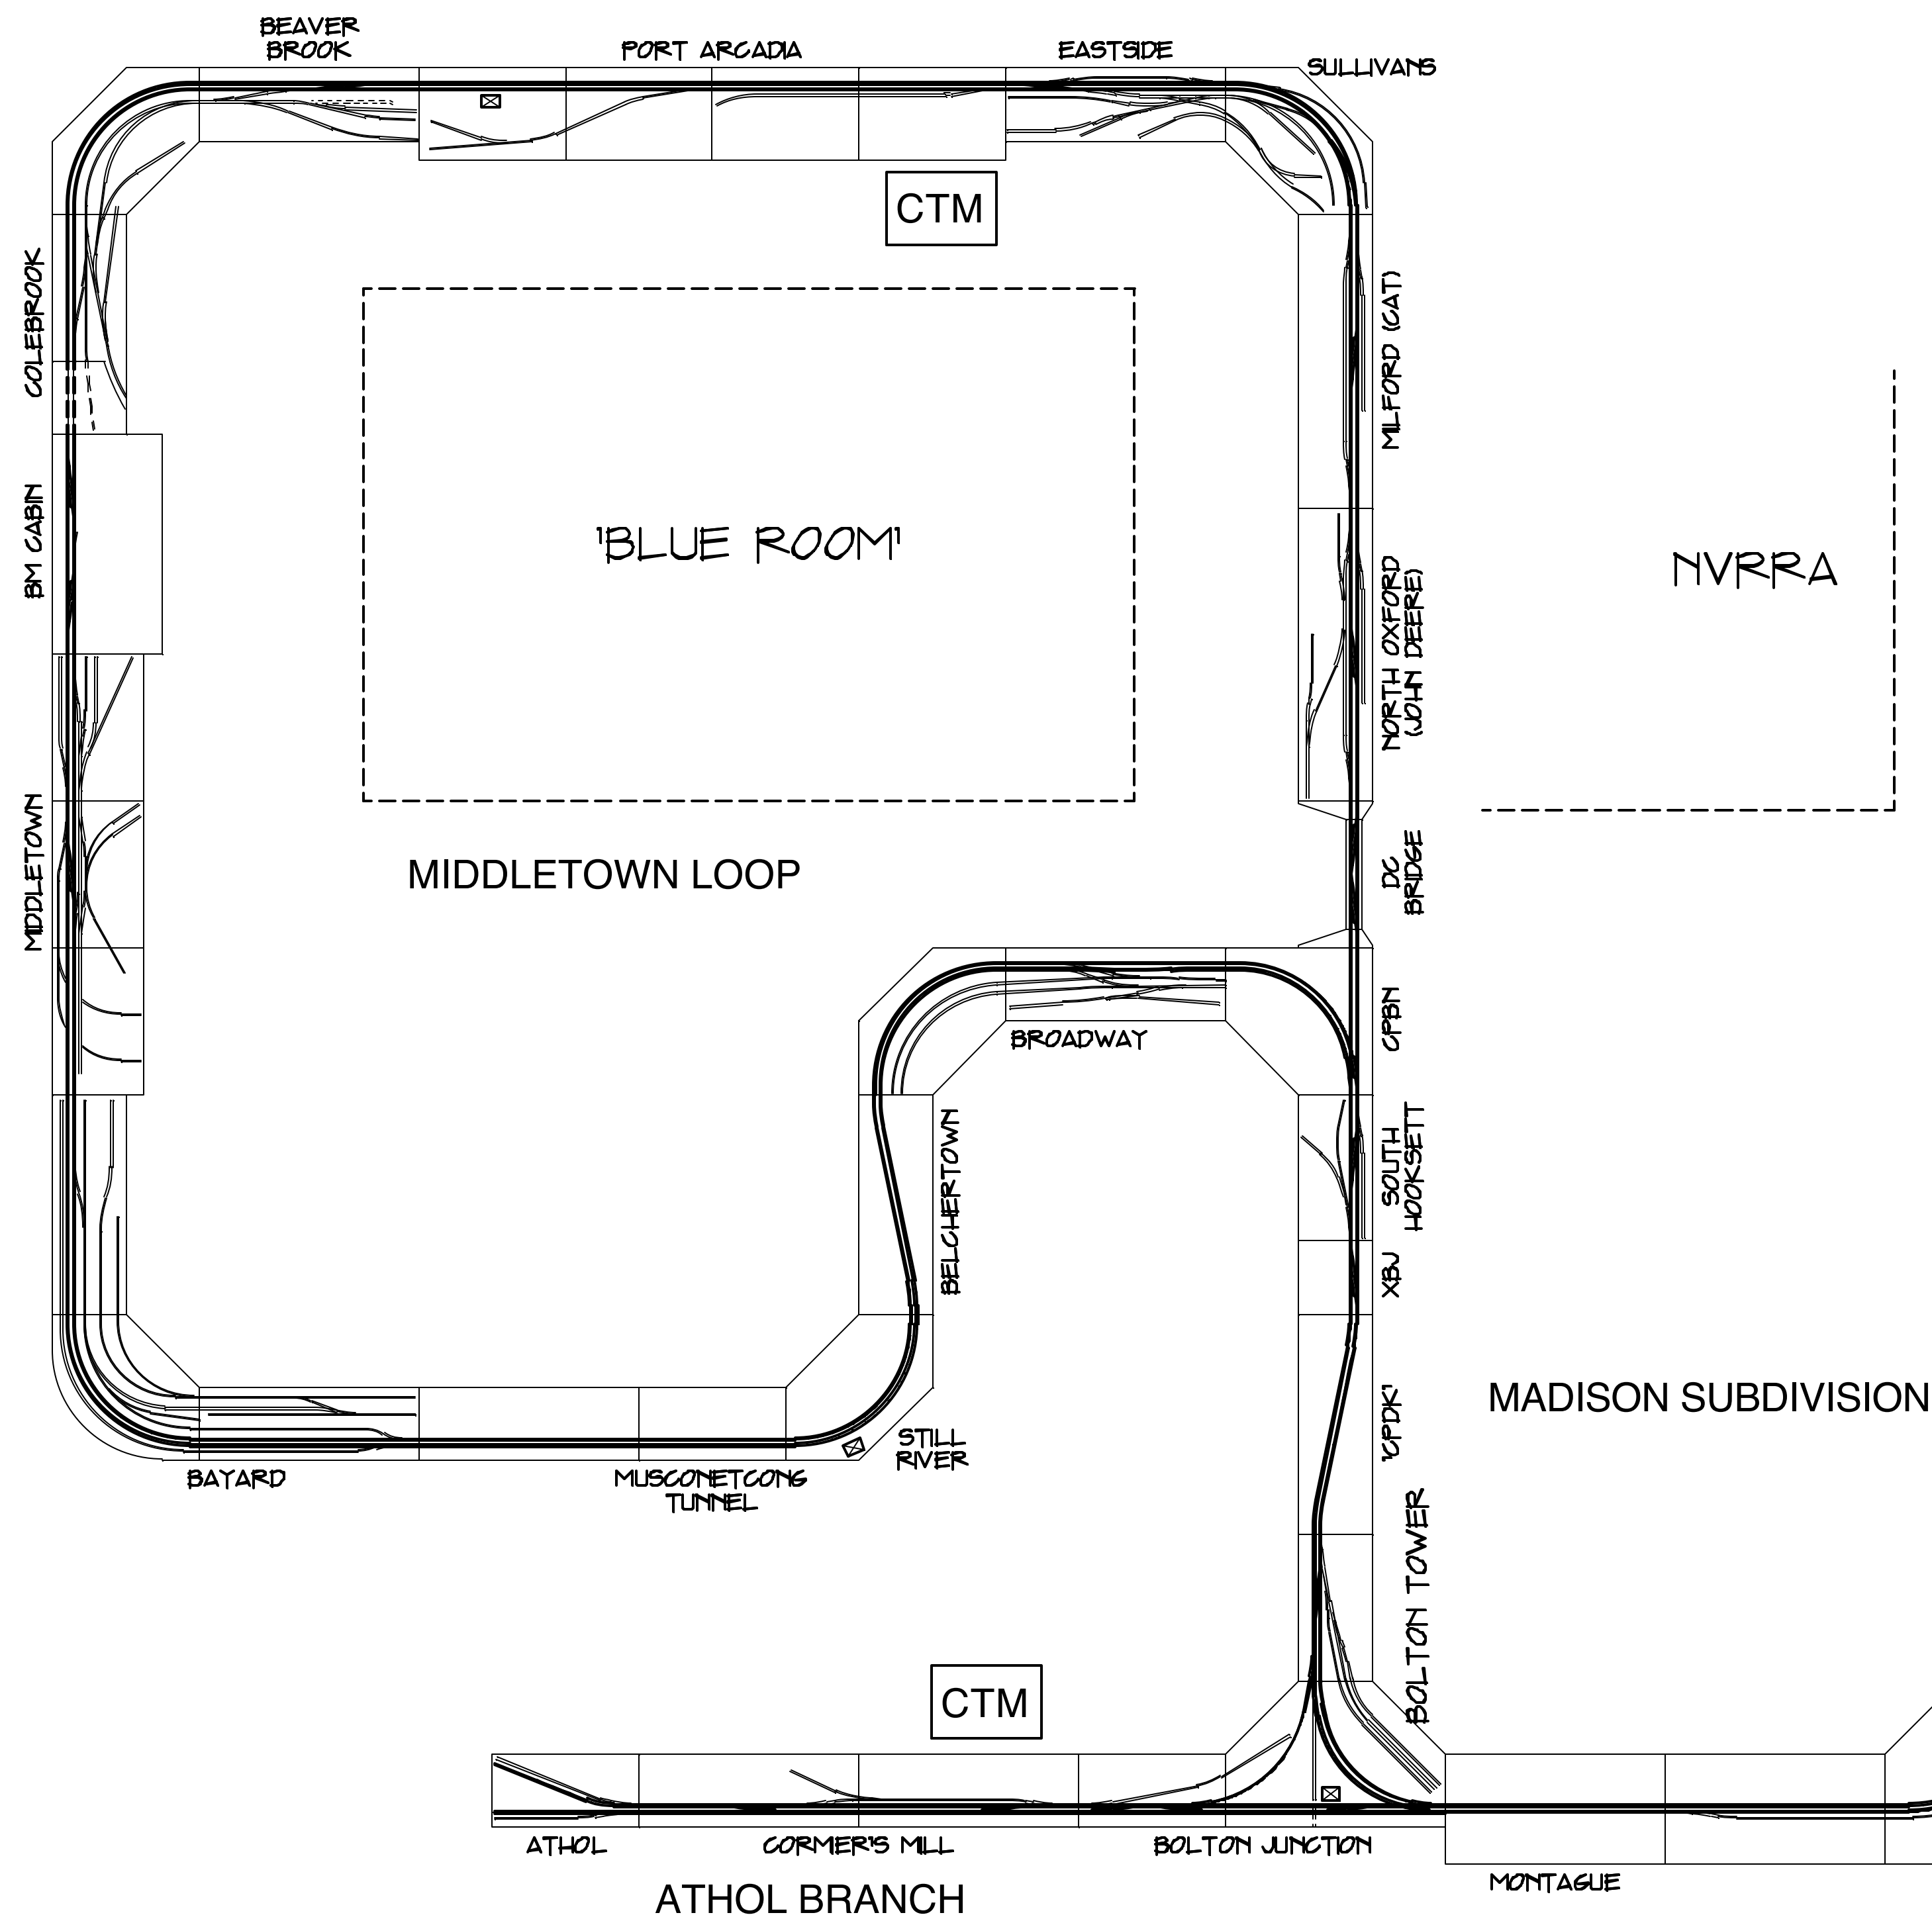 BEAVER
BROOK
PORT ARCADIA
EASTSIDE
SULLIVANS
CTM
COLEBROOK
MILFORD (CAT)
BM CABIN
'BLUE ROOM'
NVRRA
NORTH OXFORD
(JOHN DEERE)
MIDDLETOWN
MIDDLETOWN LOOP
DC
BRIDGE
CPBN
BROADWAY
BELCHERTOWN
SOUTH
HOOKSETT
XBJ
'CPDK'
MADISON SUBDIVISION
STILL
RIVER
BAYARD
MUSCONETCONG
TUNNEL
BOLTON TOWER
CTM
ATHOL
CORMIER'S MILL
BOLTON JUNCTION
MONTAGUE
ATHOL BRANCH